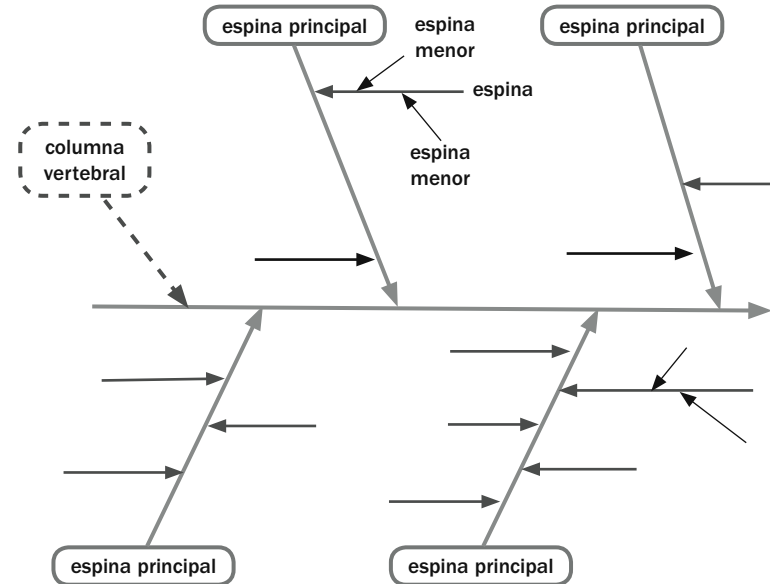 espina principal
espina principal
espina
menor
espina
espina
menor
columna
vertebral
espina principal
espina principal